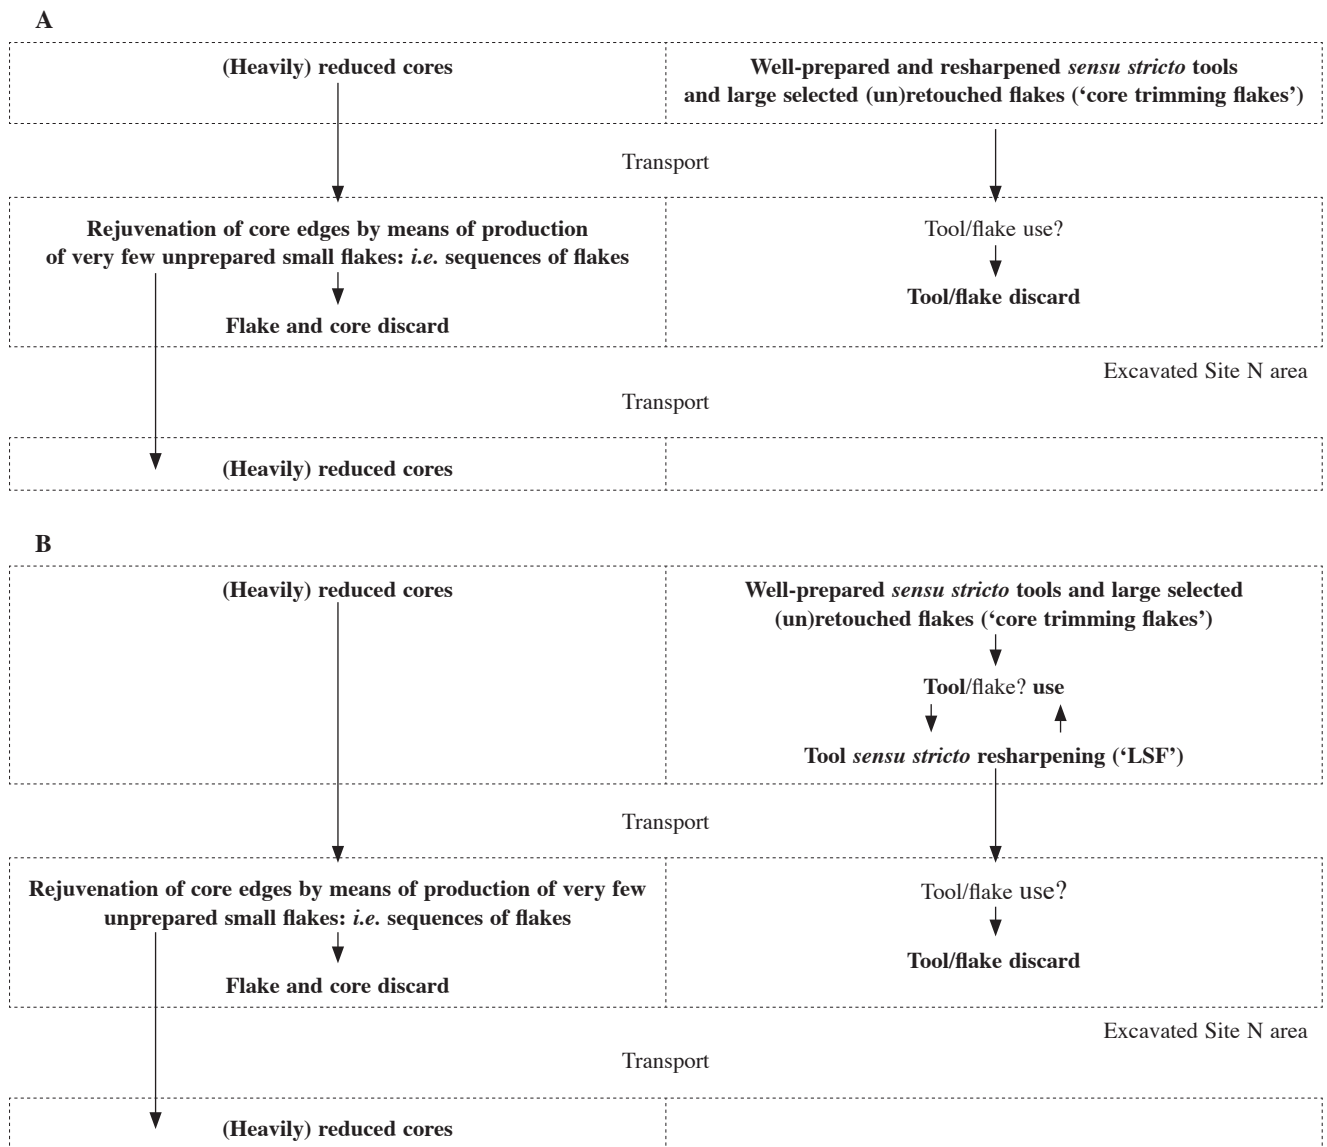 A
(Heavily) reduced cores
Well-prepared and resharpened sensu stricto tools
and large selected (un)retouched flakes (‘core trimming flakes’)
Transport
Rejuvenation of core edges by means of production
of very few unprepared small flakes: i.e. sequences of flakes
Flake and core discard
Tool/flake use?
Tool/flake discard
Excavated Site N area
Transport
(Heavily) reduced cores
B
(Heavily) reduced cores
Well-prepared sensu stricto tools and large selected
(un)retouched flakes (‘core trimming flakes’)
Tool/flake? use
Tool sensu stricto resharpening (‘LSF’)
Transport
Rejuvenation of core edges by means of production of very few
unprepared small flakes: i.e. sequences of flakes
Flake and core discard
Tool/flake use?
Tool/flake discard
Excavated Site N area
Transport
(Heavily) reduced cores